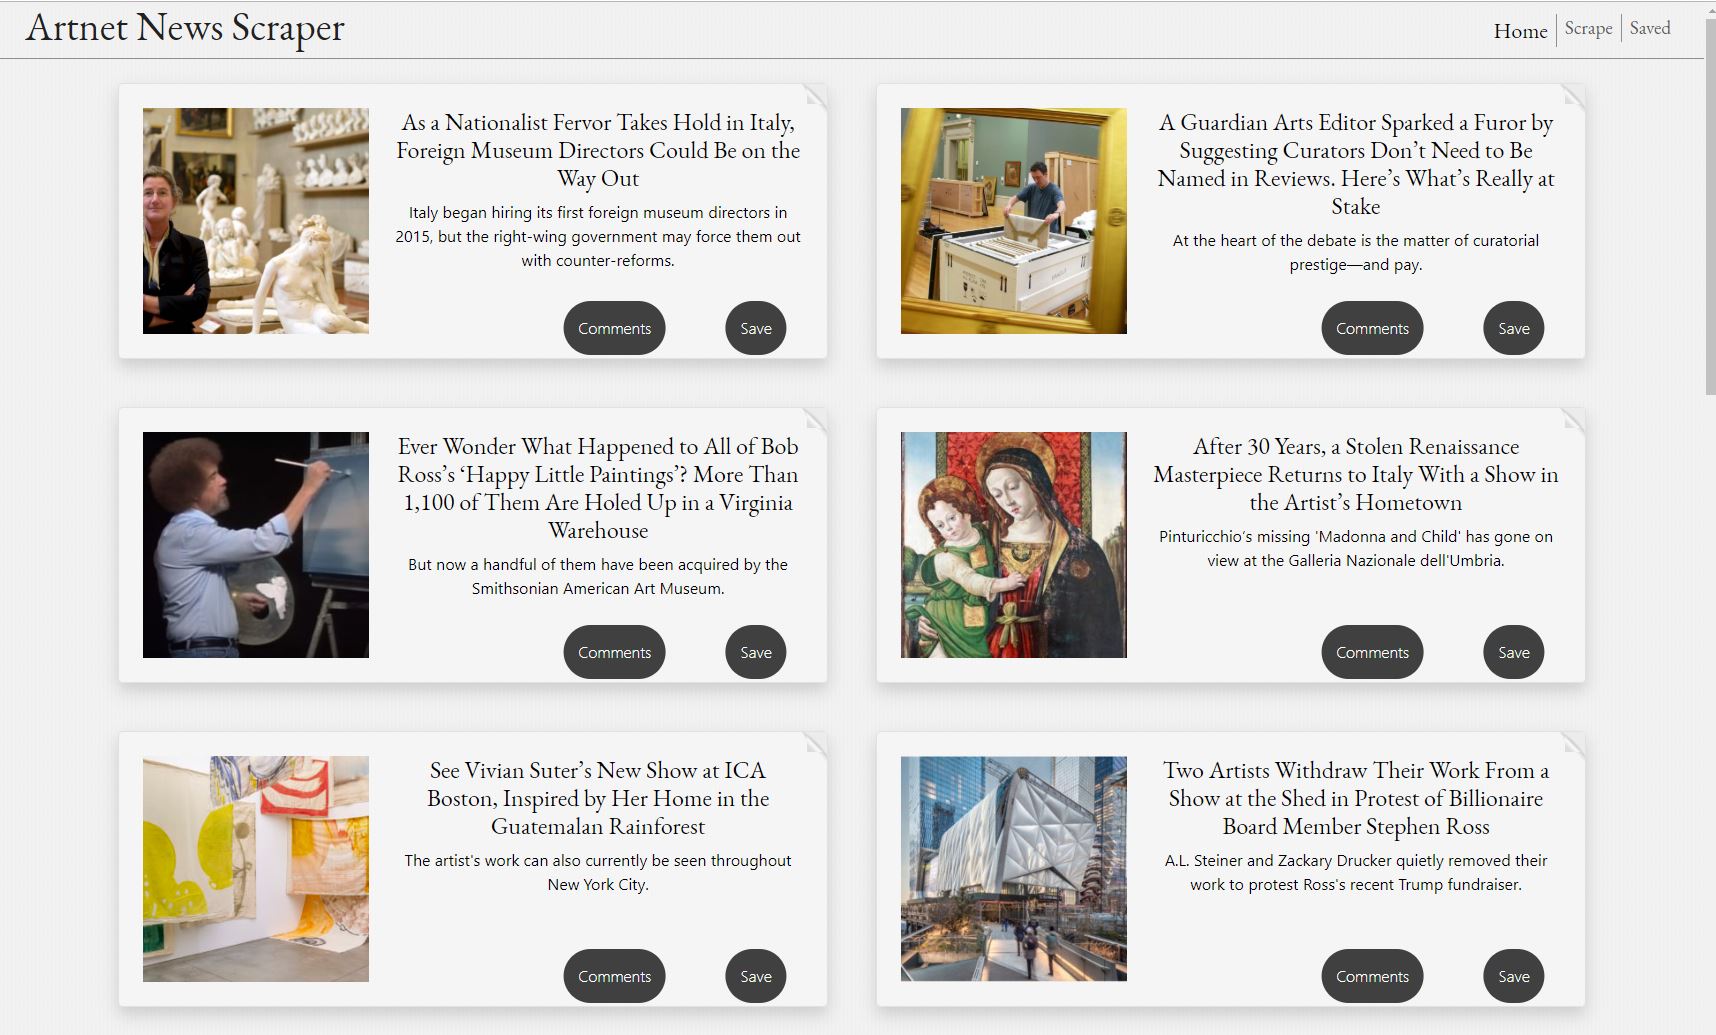 Artnet News Scraper
Home
Scrape
Saved
As a Nationalist Fervor Takes Hold in Italy,
Foreign Museum Directors Could Be on the
Way Out
Italy began hiring its first foreign museum directors in
2015, but the right-wing government may force them out
with counter-reforms.
Comments
Save
A Guardian Arts Editor Sparked a Furor by
Suggesting Curators Don’t Need to Be
Named in Reviews. Here’s What’s Really at
Stake
At the heart of the debate is the matter of curatorial
prestige—and pay.
Comments
Save
Ever Wonder What Happened to All of Bob
Ross’s ‘Happy Little Paintings’? More Than
1,100 of Them Are Holed Up in a Virginia
Warehouse
But now a handful of them have been acquired by the
Smithsonian American Art Museum.
Comments
Save
After 30 Years, a Stolen Renaissance
Masterpiece Returns to Italy With a Show in
the Artist’s Hometown
Pinturicchio’s missing 'Madonna and Child' has gone on
view at the Galleria Nazionale dell'Umbria.
Comments
Save
See Vivian Suter’s New Show at ICA
Boston, Inspired by Her Home in the
Guatemalan Rainforest
The artist's work can also currently be seen throughout
New York City.
Comments
Save
Two Artists Withdraw Their Work From a
Show at the Shed in Protest of Billionaire
Board Member Stephen Ross
A.L. Steiner and Zackary Drucker quietly removed their
work to protest Ross's recent Trump fundraiser.
Comments
Save